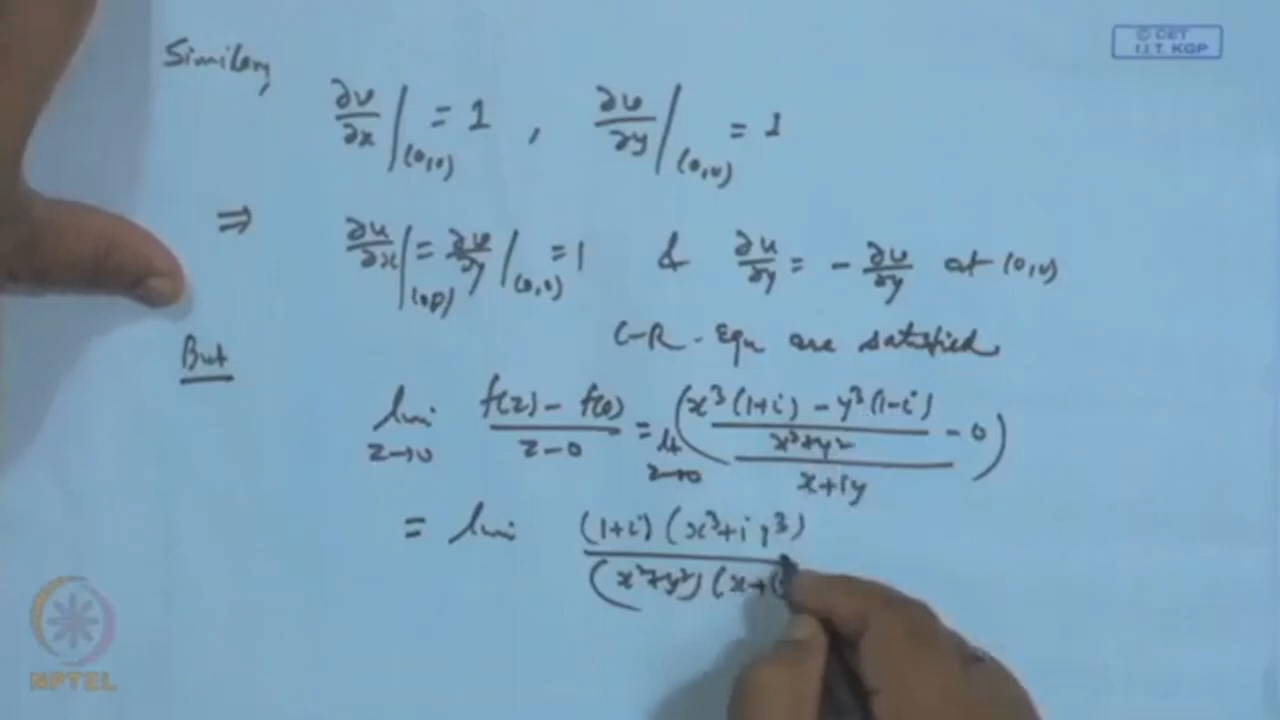 © CET
I.I.T. KGP
Similarly
∂v/∂x|(0,0) = 1 , ∂v/∂y|(0,0) = 1
⇒ ∂u/∂x|(0,0) = ∂v/∂y|(0,0) = 1 & ∂u/∂y = - ∂v/∂y at (0,0)
C-R-Equ are satisfied
But
lim z→0 f(z) - f(0) / z-0 = lt z→0 ( x³(1+i) - y³(1-i) / x²+y² - 0 / x+iy )
= lim (1+i) (x³+i y³) / (x²+y²) (x+i
NPTEL